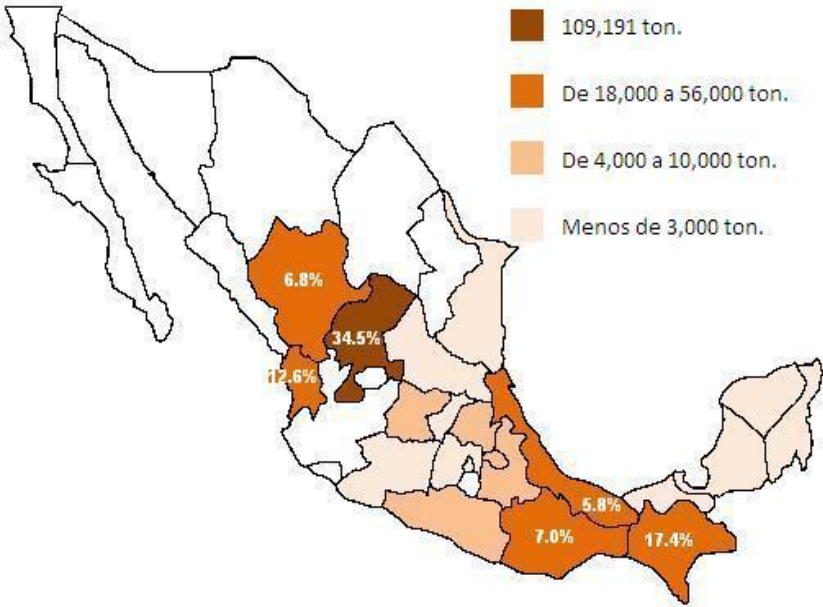 109,191 ton.
De 18,000 a 56,000 ton.
De 4,000 a 10,000 ton.
Menos de 3,000 ton.
6.8%
34.5%
12.6%
5.8%
7.0%
17.4%